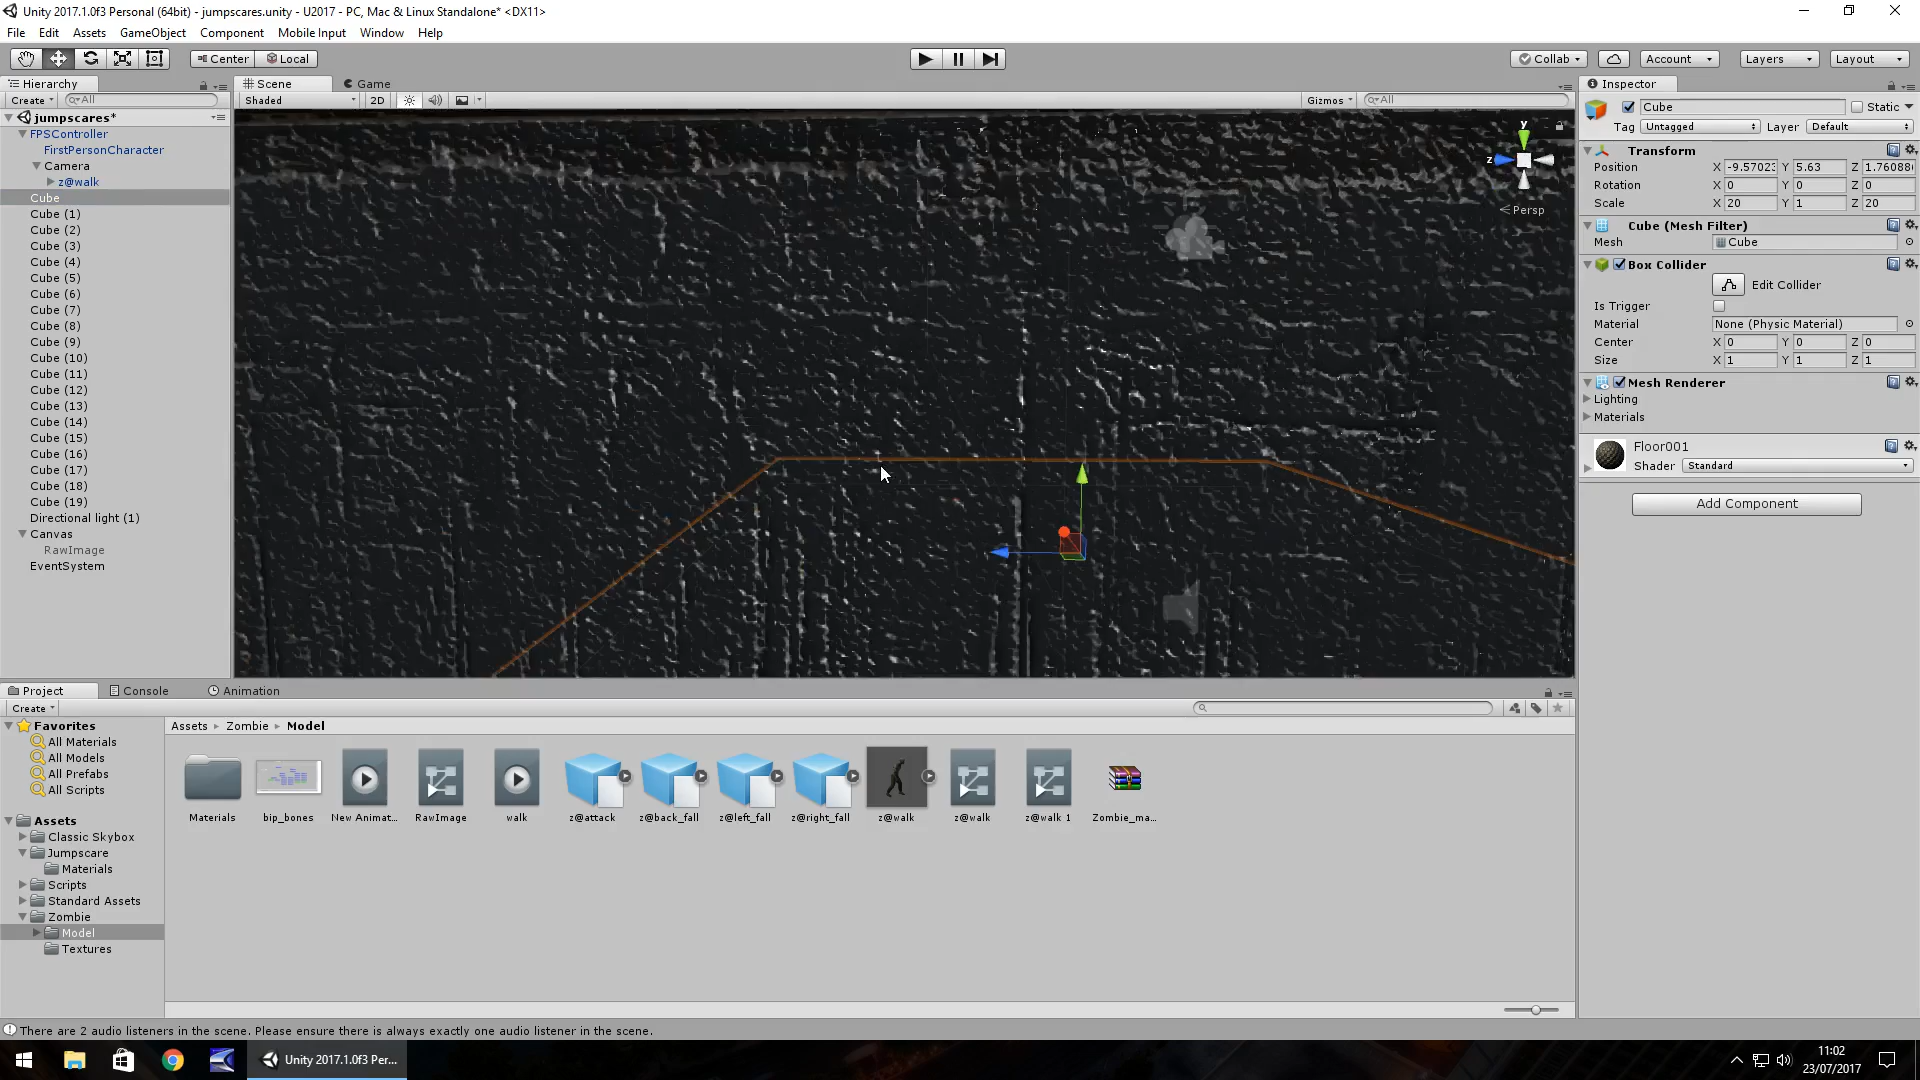 Unity 2017.1.0f3 Personal (64bit) - jumpscares.unity - U2017 - PC, Mac & Linux Standalone* <DX11>
File Edit Assets GameObject Component Mobile Input Window Help
Center Local Collab Account Layers Layout
Hierarchy
Create All
jumpscares*
FPSController
FirstPersonCharacter
Camera
z@walk
Cube
Cube (1)
Cube (2)
Cube (3)
Cube (4)
Cube (5)
Cube (6)
Cube (7)
Cube (8)
Cube (9)
Cube (10)
Cube (11)
Cube (12)
Cube (13)
Cube (14)
Cube (15)
Cube (16)
Cube (17)
Cube (18)
Cube (19)
Directional light (1)
Canvas
RawImage
EventSystem
Scene Game
Shaded 2D Gizmos All
y
z
Persp
Inspector
Cube Static
Tag Untagged Layer Default
Transform
Position X -9.5702 Y 5.63 Z 1.76088
Rotation X 0 Y 0 Z 0
Scale X 20 Y 1 Z 20
Cube (Mesh Filter)
Mesh Cube
Box Collider
Edit Collider
Is Trigger
Material None (Physic Material)
Center X 0 Y 0 Z 0
Size X 1 Y 1 Z 1
Mesh Renderer
Lighting
Materials
Floor001
Shader Standard
Add Component
Project Console Animation
Create
Favorites
All Materials
All Models
All Prefabs
All Scripts
Assets
Classic Skybox
Jumpscare
Materials
Scripts
Standard Assets
Zombie
Model
Textures
Assets Zombie Model
Materials bip_bones New Animat... RawImage walk z@attack z@back_fall z@left_fall z@right_fall z@walk z@walk z@walk 1 Zombie_ma...
There are 2 audio listeners in the scene. Please ensure there is always exactly one audio listener in the scene.
Unity 2017.1.0f3 Per...
11:02
23/07/2017